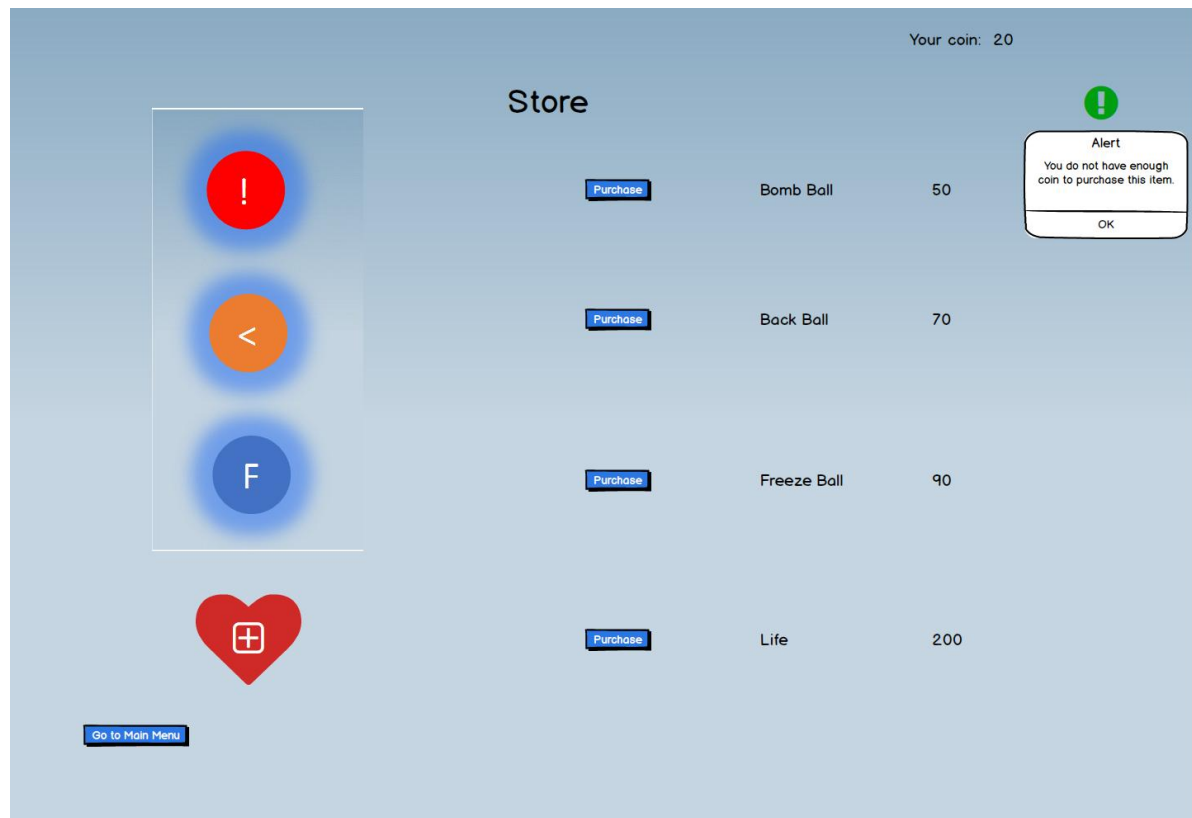 Your coin: 20
Store
Alert
You do not have enough
coin to purchase this item.
OK
!
Purchase Bomb Ball 50
<
Purchase Back Ball 70
F
Purchase Freeze Ball 90
Purchase Life 200
Go to Main Menu